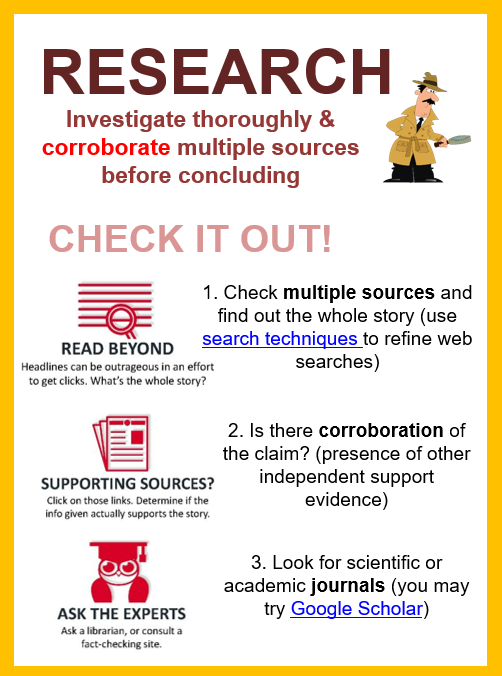 RESEARCH
Investigate thoroughly &
corroborate multiple sources
before concluding
CHECK IT OUT!
READ BEYOND
Headlines can be outrageous in an effort
to get clicks. What's the whole story?
1. Check multiple sources and
find out the whole story (use
search techniques to refine web
searches)
SUPPORTING SOURCES?
Click on those links. Determine if the
info given actually supports the story.
2. Is there corroboration of
the claim? (presence of other
independent support
evidence)
ASK THE EXPERTS
Ask a librarian, or consult a
fact-checking site.
3. Look for scientific or
academic journals (you may
try Google Scholar)